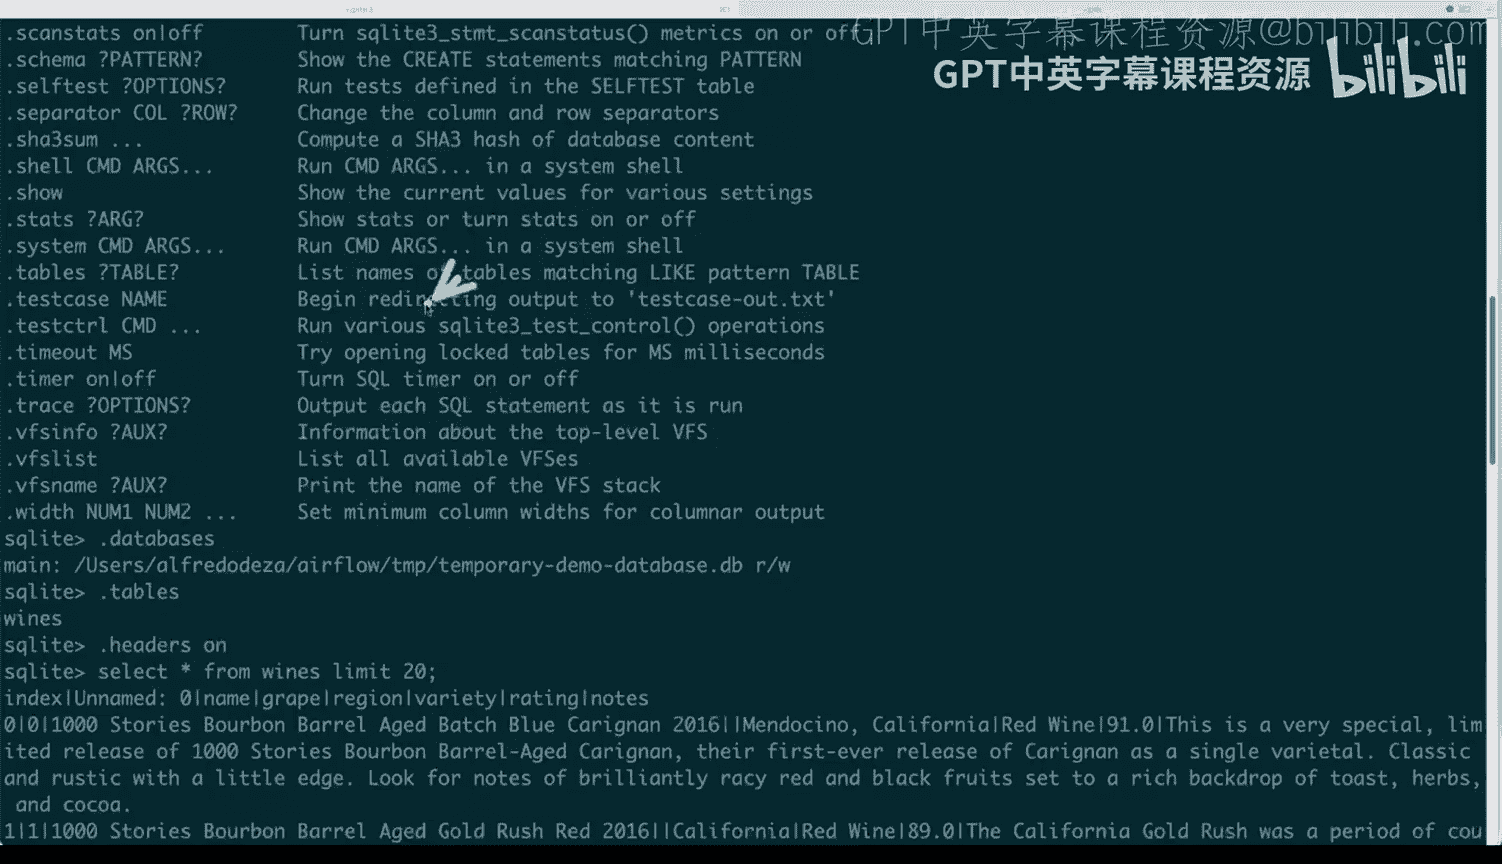 GPT中英字幕课程资源@bilibili.com
GPT中英字幕课程资源 bilibili
.scanstats on|off Turn sqlite3_stmt_scanstatus() metrics on or off
.schema ?PATTERN? Show the CREATE statements matching PATTERN
.selftest ?OPTIONS? Run tests defined in the SELFTEST table
.separator COL ?ROW? Change the column and row separators
.sha3sum ... Compute a SHA3 hash of database content
.shell CMD ARGS... Run CMD ARGS... in a system shell
.show Show the current values for various settings
.stats ?ARG? Show stats or turn stats on or off
.system CMD ARGS... Run CMD ARGS... in a system shell
.tables ?TABLE? List names of tables matching LIKE pattern TABLE
.testcase NAME Begin redirecting output to 'testcase-out.txt'
.testctrl CMD ... Run various sqlite3_test_control() operations
.timeout MS Try opening locked tables for MS milliseconds
.timer on|off Turn SQL timer on or off
.trace ?OPTIONS? Output each SQL statement as it is run
.vfsinfo ?AUX? Information about the top-level VFS
.vfslist List all available VFSes
.vfsname ?AUX? Print the name of the VFS stack
.width NUM1 NUM2 ... Set minimum column widths for columnar output
sqlite> .databases
main: /Users/alfredodeza/airflow/tmp/temporary-demo-database.db r/w
sqlite> .tables
wines
sqlite> .headers on
sqlite> select * from wines limit 20;
index|Unnamed: 0|name|grape|region|variety|rating|notes
0|0|1000 Stories Bourbon Barrel Aged Batch Blue Carignan 2016||Mendocino, California|Red Wine|91.0|This is a very special, lim
ited release of 1000 Stories Bourbon Barrel-Aged Carignan, their first-ever release of Carignan as a single varietal. Classic
and rustic with a little edge. Look for notes of brilliantly racy red and black fruits set to a rich backdrop of toast, herbs,
and cocoa.
1|1|1000 Stories Bourbon Barrel Aged Gold Rush Red 2016||California|Red Wine|89.0|The California Gold Rush was a period of cou